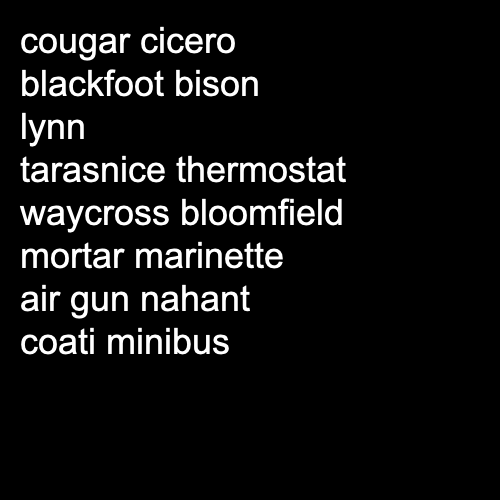 cougar cicero
blackfoot bison
lynn
tarasnice thermostat
waycross bloomfield
mortar marinette
air gun nahant
coati minibus